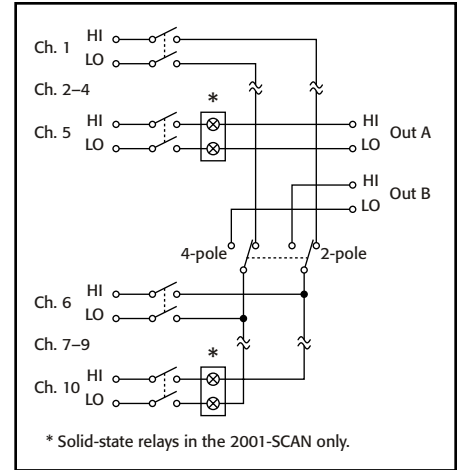 Ch. 1 HI
LO
Ch. 2–4
*
Ch. 5 HI HI
LO LO Out A
HI
LO Out B
4-pole 2-pole
Ch. 6 HI
LO
Ch. 7–9
*
Ch. 10 HI
LO
* Solid-state relays in the 2001-SCAN only.